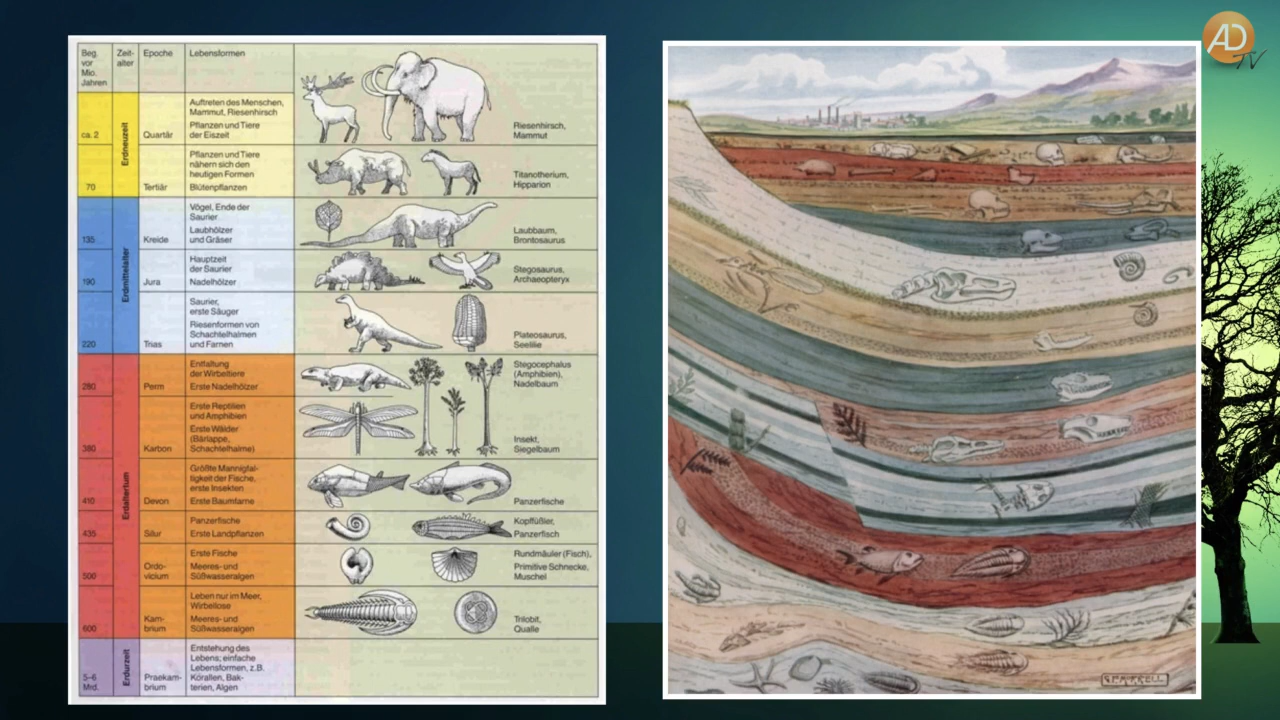 AD
TV
Beg.
vor
Mio.
Jahren
Zeit-
alter
Epoche
Lebensformen
ca. 2
Erdneuzeit
Quartär
Auftreten des Menschen,
Mammut, Riesenhirsch
Pflanzen und Tiere
der Eiszeit
Riesenhirsch,
Mammut
70
Tertiär
Pflanzen und Tiere
nähern sich den
heutigen Formen
Blütenpflanzen
Titanotherium,
Hipparion
135
Erdmittelalter
Kreide
Vögel, Ende der
Saurier
Laubhölzer
und Gräser
Laubbaum,
Brontosaurus
190
Jura
Hauptzeit
der Saurier
Nadelhölzer
Stegosaurus,
Archaeopteryx
220
Trias
Saurier,
erste Säuger
Riesenformen von
Schachtelhalmen
und Farnen
Plateosaurus,
Seelilie
280
Erdaltertum
Perm
Entfaltung
der Wirbeltiere
Erste Nadelhölzer
Stegocephalus
(Amphibien),
Nadelbaum
380
Karbon
Erste Reptilien
und Amphibien
Erste Wälder
(Bärlappe,
Schachtelhalme)
Insekt,
Siegelbaum
410
Devon
Größte Mannigfal-
tigkeit der Fische,
erste Insekten
Erste Baumfarne
Panzerfische
435
Silur
Panzerfische
Erste Landpflanzen
Kopffüßler,
Panzerfisch
500
Ordo-
vicium
Erste Fische
Meeres- und
Süßwasseralgen
Rundmäuler (Fisch),
Primitive Schnecke,
Muschel
600
Kam-
brium
Leben nur im Meer,
Wirbellose
Meeres- und
Süßwasseralgen
Trilobit,
Qualle
5–6
Mrd.
Erdurzeit
Praekam-
brium
Entstehung des
Lebens; einfache
Lebensformen, z.B.
Korallen, Bak-
terien, Algen